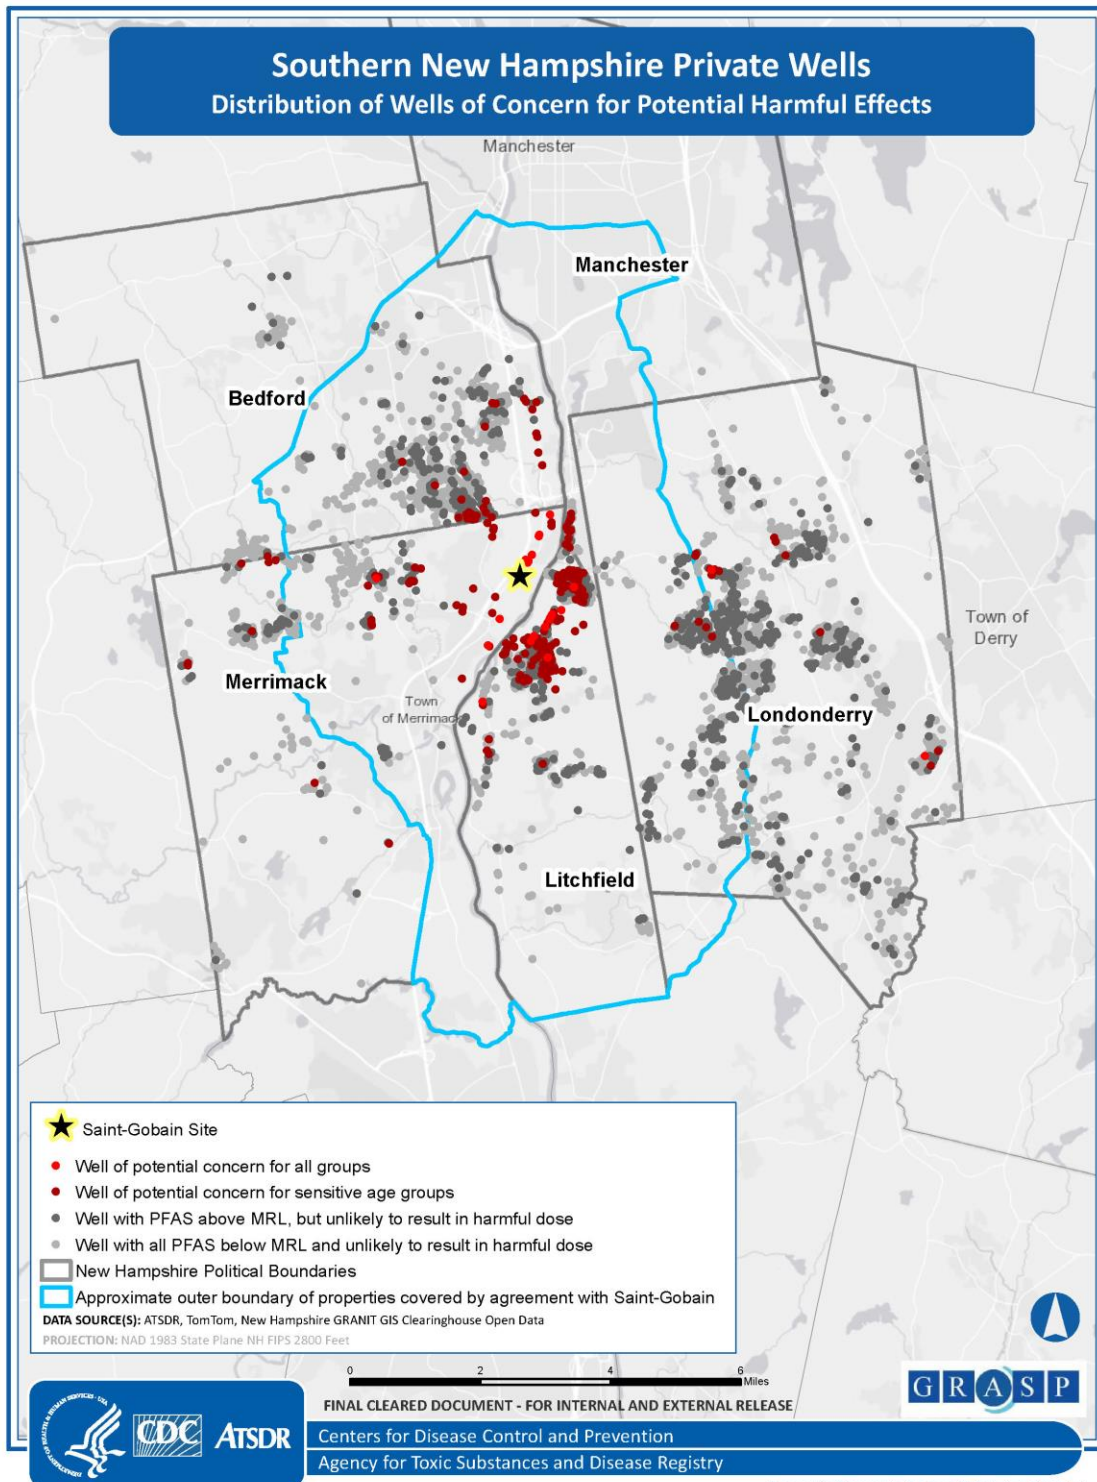 Southern New Hampshire Private Wells
Distribution of Wells of Concern for Potential Harmful Effects
Manchester
Manchester
Bedford
Town of
Derry
Merrimack
Town
of Merrimack
Londonderry
Litchfield
Saint-Gobain Site
Well of potential concern for all groups
Well of potential concern for sensitive age groups
Well with PFAS above MRL, but unlikely to result in harmful dose
Well with all PFAS below MRL and unlikely to result in harmful dose
New Hampshire Political Boundaries
Approximate outer boundary of properties covered by agreement with Saint-Gobain
DATA SOURCE(S): ATSDR, TomTom, New Hampshire GRANIT GIS Clearinghouse Open Data
PROJECTION: NAD 1983 State Plane NH FIPS 2800 Feet
0 2 4 6
Miles
GRASP
FINAL CLEARED DOCUMENT - FOR INTERNAL AND EXTERNAL RELEASE
DEPARTMENT OF HEALTH & HUMAN SERVICES · USA
CDC
ATSDR
Centers for Disease Control and Prevention
Agency for Toxic Substances and Disease Registry